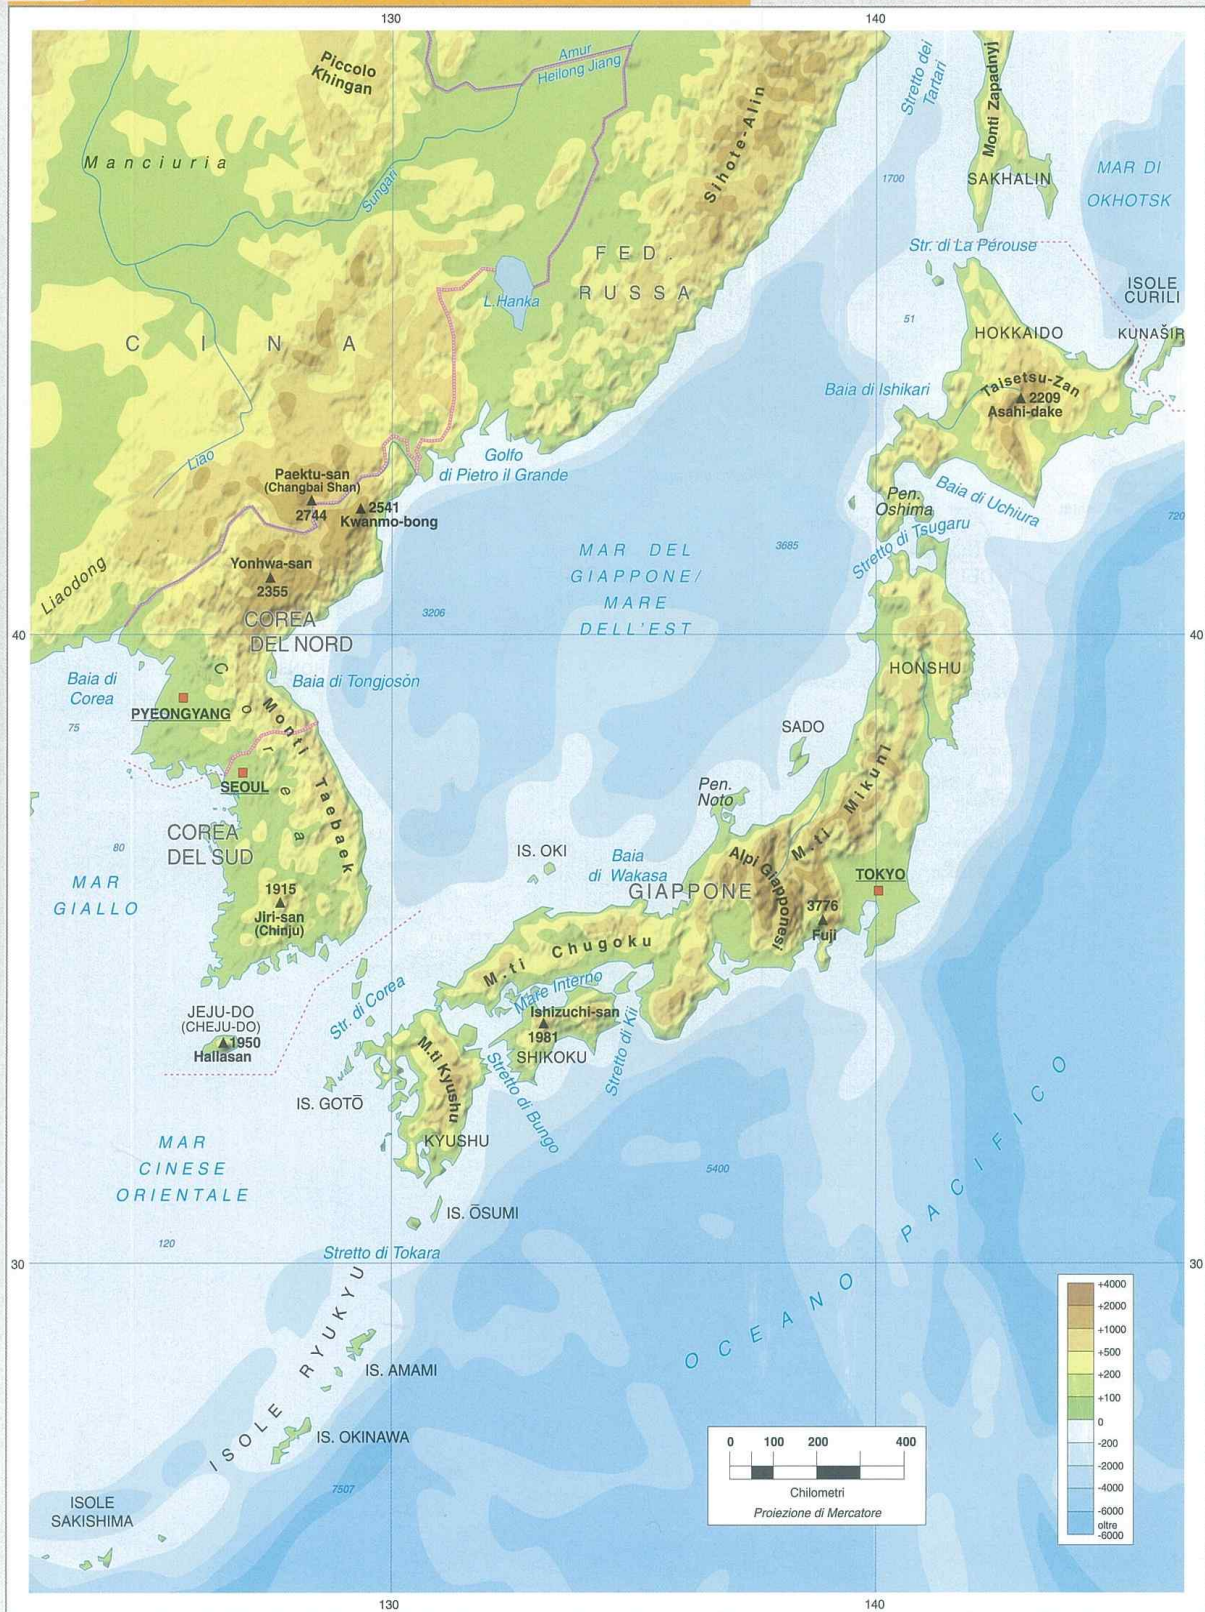 130
140
Piccolo
Khingan
Amur
Heilong Jiang
Stretto dei
Tartari
Monti Zapadnyj
Manciuria
Sungari
Sihote-Alin
1700
SAKHALIN
MAR DI
OKHOTSK
FED.
RUSSA
Str. di La Pérouse
L.Hanka
ISOLE
CURILI
KUNAŠIR
CINA
51
HOKKAIDO
Baia di Ishikari
Taisetsu-Zan
2209
Asahi-dake
Liao
Golfo
di Pietro il Grande
Paektu-san
(Changbai Shan)
2744
2541
Kwanmo-bong
Pen.
Oshima
Baia di Uchiura
720
Stretto di Tsugaru
Liaodong
Yonhwa-san
2355
MAR DEL
GIAPPONE/
MARE
DELL'EST
3685
3206
COREA
DEL NORD
40
40
HONSHU
Baia di
Corea
Baia di Tongjosŏn
PYEONGYANG
75
Corea
Monti Taebaek
SADO
SEOUL
Pen.
Noto
M.ti Mikuni
COREA
DEL SUD
80
IS. OKI
Baia
di Wakasa
Alpi Giapponesi
TOKYO
MAR
GIALLO
GIAPPONE
1915
Jiri-san
(Chinju)
3776
Fuji
M.ti Chugoku
Mare Interno
Str. di Corea
JEJU-DO
(CHEJU-DO)
1950
Hallasan
Ishizuchi-san
1981
SHIKOKU
Stretto di Kii
M.ti Kyushu
Stretto di Bungo
IS. GOTŌ
KYUSHU
MAR
CINESE
ORIENTALE
5400
OCEANO PACIFICO
IS. ŌSUMI
120
Stretto di Tokara
30
30
ISOLE RYUKYU
IS. AMAMI
IS. OKINAWA
7507
ISOLE
SAKISHIMA
0 100 200 400
Chilometri
Proiezione di Mercatore
+4000
+2000
+1000
+500
+200
+100
0
-200
-2000
-4000
-6000
oltre
-6000
130
140